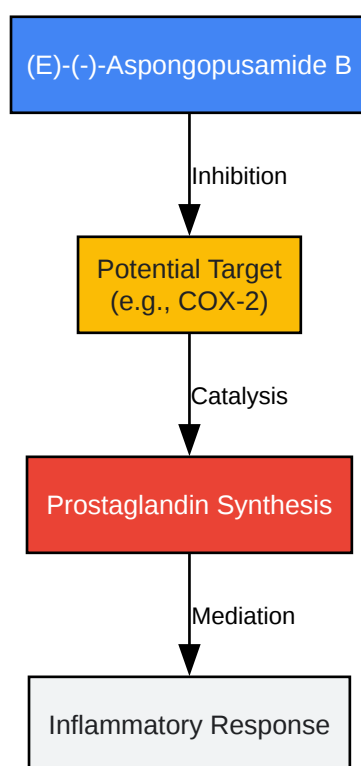 (E)-(-)-Aspongopusamide B
Inhibition
Potential Target
(e.g., COX-2)
Catalysis
Prostaglandin Synthesis
Mediation
Inflammatory Response